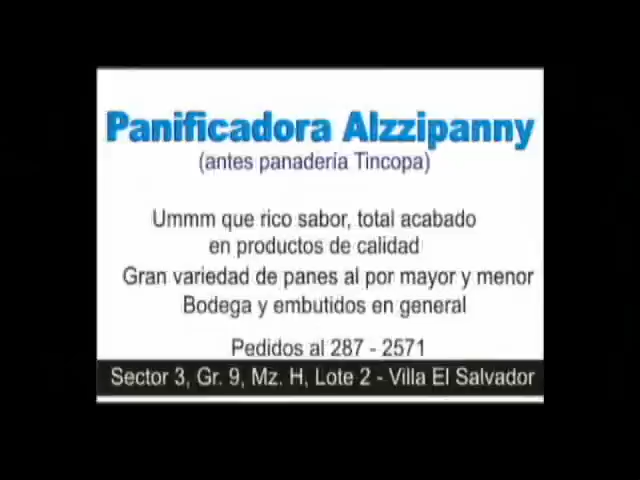 Panificadora Alzzipanny
(antes panadería Tincopa)
Ummm que rico sabor, total acabado
en productos de calidad
Gran variedad de panes al por mayor y menor
Bodega y embutidos en general
Pedidos al 287 - 2571
Sector 3, Gr. 9, Mz. H, Lote 2 - Villa El Salvador